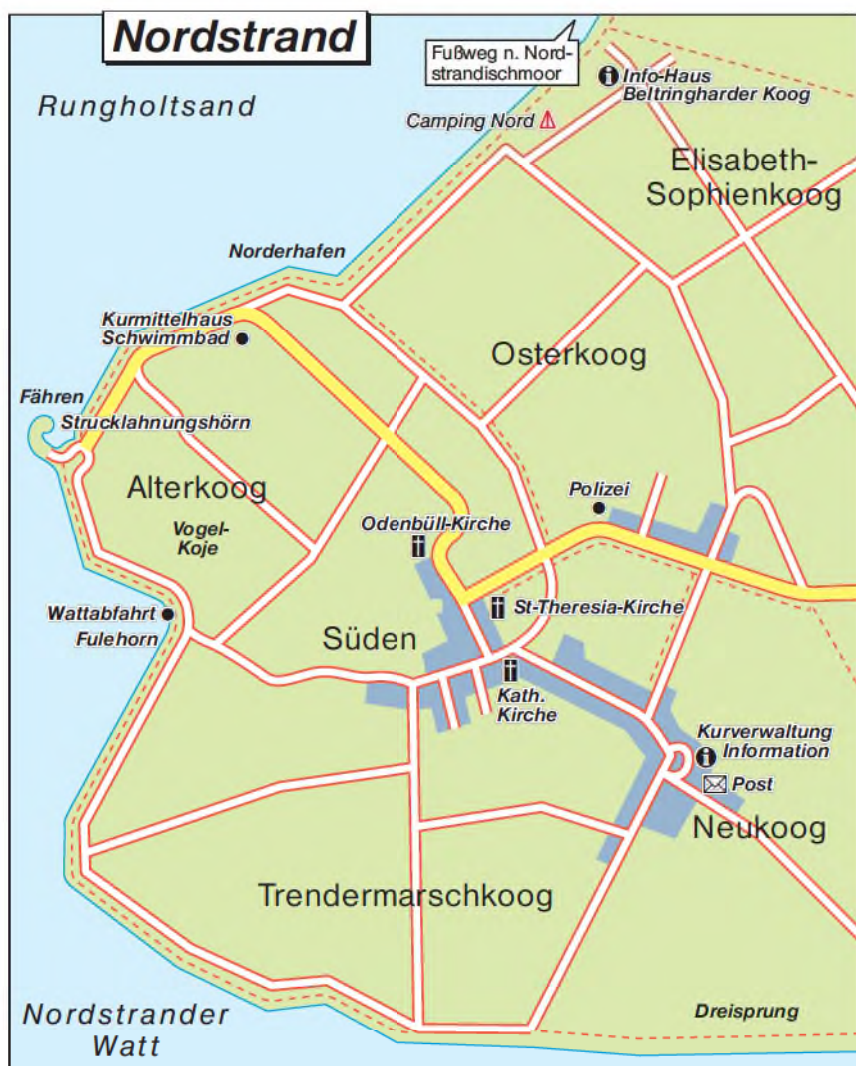 Nordstrand
Fußweg n. Nord-
strandischmoor
Rungholtsand
Info-Haus
Beltringharder Koog
Camping Nord
Elisabeth-
Sophienkoog
Norderhafen
Kurmittelhaus
Schwimmbad
Osterkoog
Fähren
Strucklahnungshörn
Alterkoog
Vogel-
Koje
Polizei
Odenbüll-Kirche
Wattabfahrt
Fulehorn
St-Theresia-Kirche
Süden
Kath.
Kirche
Kurverwaltung
Information
Post
Neukoog
Trendermarschkoog
Nordstrander
Watt
Dreisprung